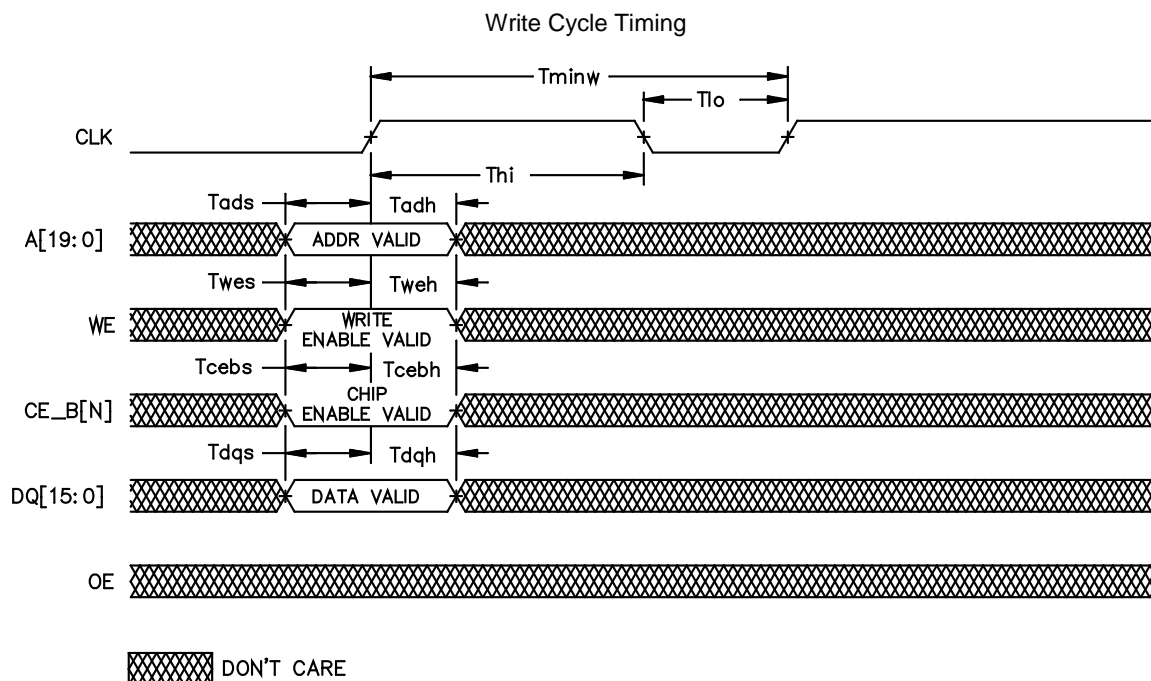 Write Cycle Timing
Tminw
Tlo
CLK
Thi
Tads
Tadh
A[19:0]
ADDR VALID
Twes
Tweh
WE
WRITE
ENABLE VALID
Tcebs
Tcebh
CE_B[N]
CHIP
ENABLE VALID
Tdqs
Tdqh
DQ[15:0]
DATA VALID
OE
DON'T CARE